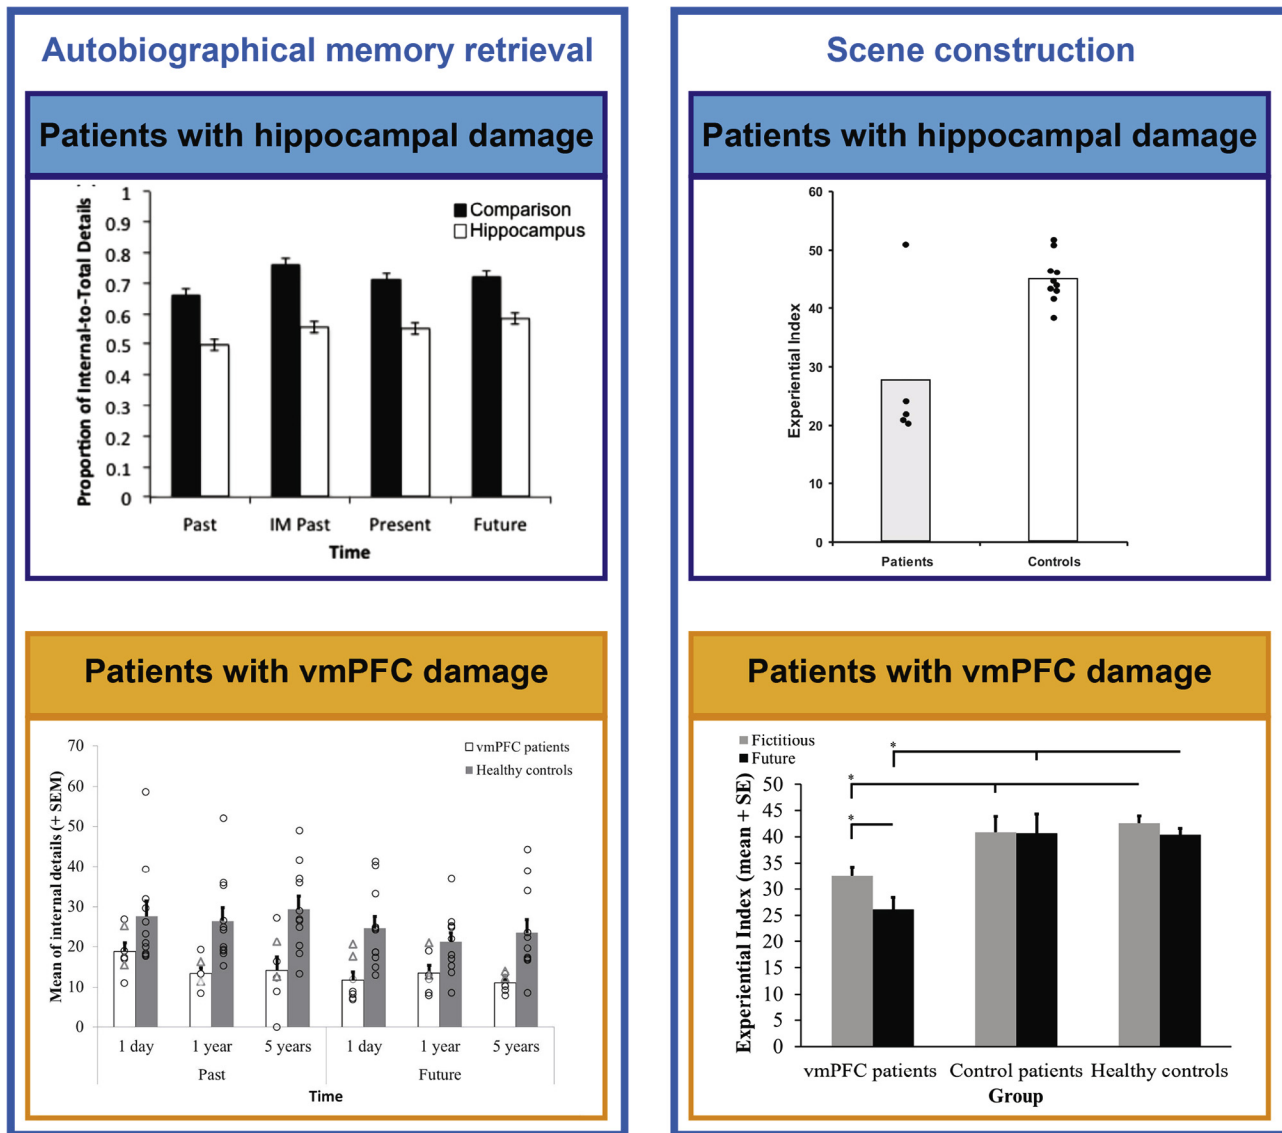 Autobiographical memory retrieval
Patients with hippocampal damage
Proportion of Internal-to-Total Details
1
0.9
0.8
0.7
0.6
0.5
0.4
0.3
0.2
0.1
0
Comparison
Hippocampus
Past IM Past Present Future
Time
Patients with vmPFC damage
Mean of internal details (+ SEM)
70
60
50
40
30
20
10
0
vmPFC patients
Healthy controls
1 day 1 year 5 years 1 day 1 year 5 years
Past Future
Time
Scene construction
Patients with hippocampal damage
Experiential Index
60
50
40
30
20
10
0
Patients Controls
Patients with vmPFC damage
Fictitious
Future
*
*
*
Experiential Index (mean + SE)
50
45
40
35
30
25
20
15
10
5
0
vmPFC patients Control patients Healthy controls
Group